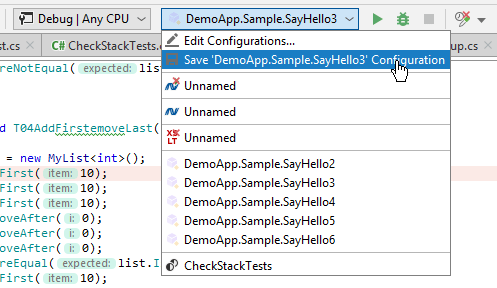 Debug | Any CPU
DemoApp.Sample.SayHello3
st.cs
CheckStackTests.
up.cs
Edit Configurations...
Save 'DemoApp.Sample.SayHello3' Configuration
reNotEqual( expected: list
Unnamed
Unnamed
d T04AddFirstemoveLast(
Unnamed
XS
LT
= new MyList<int>();
First( item: 10);
DemoApp.Sample.SayHello2
First( item: 10);
DemoApp.Sample.SayHello3
First( item: 10);
DemoApp.Sample.SayHello4
oveAfter( i: 0);
DemoApp.Sample.SayHello5
oveAfter( i: 0);
DemoApp.Sample.SayHello6
oveAfter( i: 0);
reEqual( expected: list.I
CheckStackTests
First( item: 10);